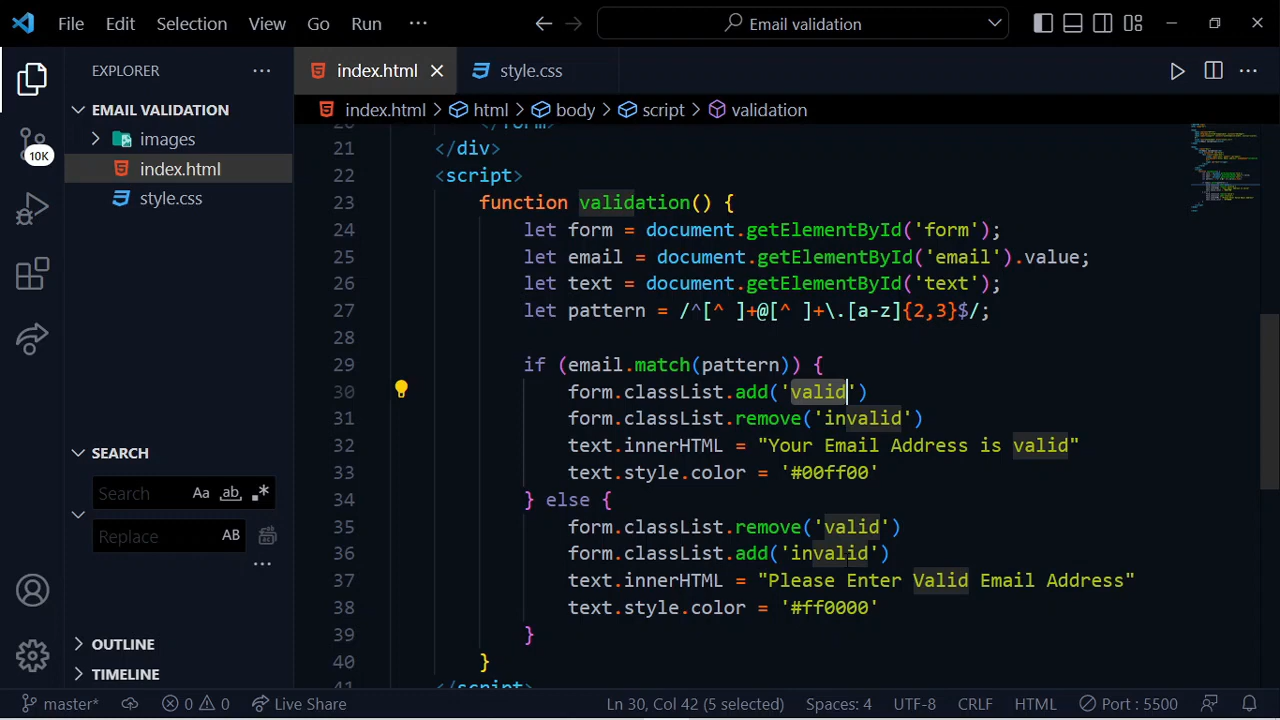 File Edit Selection View Go Run ··· Email validation
EXPLORER ···
index.html style.css
EMAIL VALIDATION
index.html > html > body > script > validation
images
10K
index.html
style.css
21 </div>
22 <script>
23 function validation() {
24 let form = document.getElementById('form');
25 let email = document.getElementById('email').value;
26 let text = document.getElementById('text');
27 let pattern = /^[^ ]+@[^ ]+\.[a-z]{2,3}$/;
28
29 if (email.match(pattern)) {
30 form.classList.add('valid')
31 form.classList.remove('invalid')
32 text.innerHTML = "Your Email Address is valid"
33 text.style.color = '#00ff00'
34 } else {
35 form.classList.remove('valid')
36 form.classList.add('invalid')
37 text.innerHTML = "Please Enter Valid Email Address"
38 text.style.color = '#ff0000'
39 }
40 }
41 </script>
SEARCH
Search Aa ab .*
Replace AB
···
OUTLINE
TIMELINE
master* 0 0 Live Share Ln 30, Col 42 (5 selected) Spaces: 4 UTF-8 CRLF HTML Port : 5500